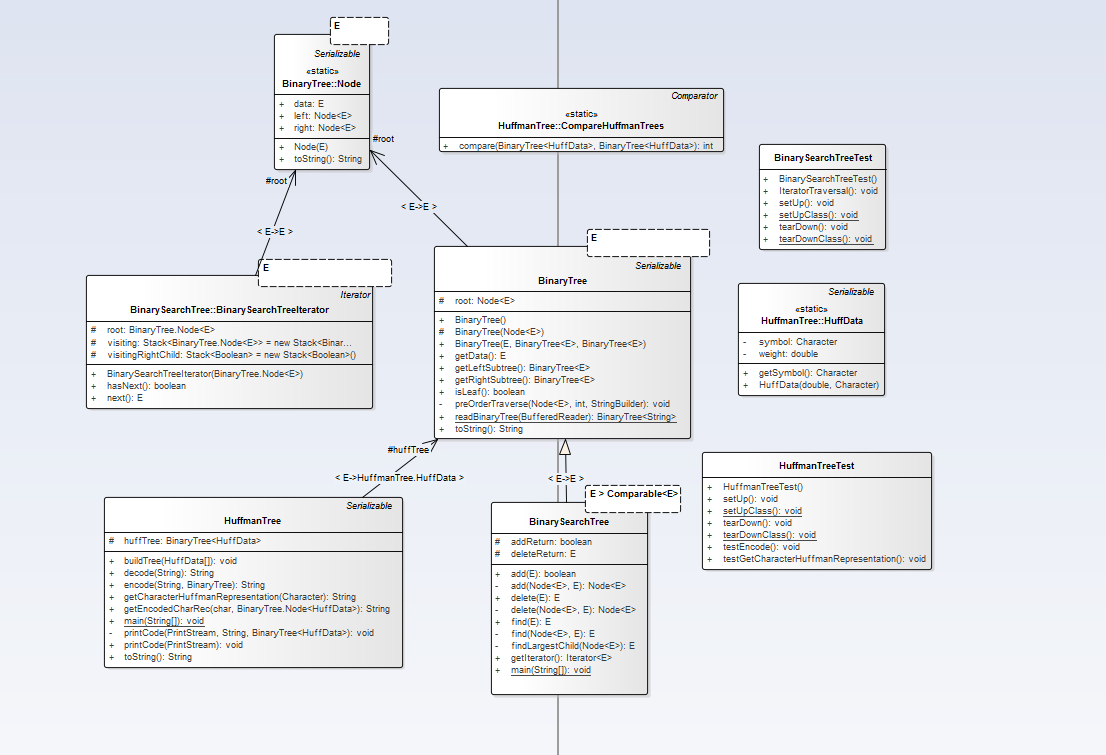 E
Serializable
«static»
BinaryTree::Node
+ data: E
+ left: Node<E>
+ right: Node<E>
+ Node(E)
+ toString(): String
#root
#root
< E->E >
< E->E >
Comparator
«static»
HuffmanTree::CompareHuffmanTrees
+ compare(BinaryTree<HuffData>, BinaryTree<HuffData>): int
BinarySearchTreeTest
+ BinarySearchTreeTest()
+ IteratorTraversal(): void
+ setUp(): void
+ setUpClass(): void
+ tearDown(): void
+ tearDownClass(): void
E
Iterator
BinarySearchTree::BinarySearchTreeIterator
# root: BinaryTree.Node<E>
# visiting: Stack<BinaryTree.Node<E>> = new Stack<Binar...
# visitingRightChild: Stack<Boolean> = new Stack<Boolean>()
+ BinarySearchTreeIterator(BinaryTree.Node<E>)
+ hasNext(): boolean
+ next(): E
E
Serializable
BinaryTree
# root: Node<E>
+ BinaryTree()
# BinaryTree(Node<E>)
+ BinaryTree(E, BinaryTree<E>, BinaryTree<E>)
+ getData(): E
+ getLeftSubtree(): BinaryTree<E>
+ getRightSubtree(): BinaryTree<E>
+ isLeaf(): boolean
- preOrderTraverse(Node<E>, int, StringBuilder): void
+ readBinaryTree(BufferedReader): BinaryTree<String>
+ toString(): String
Serializable
«static»
HuffmanTree::HuffData
- symbol: Character
- weight: double
+ getSymbol(): Character
+ HuffData(double, Character)
#huffTree
< E->HuffmanTree.HuffData >
< E->E >
Serializable
HuffmanTree
# huffTree: BinaryTree<HuffData>
+ buildTree(HuffData[]): void
+ decode(String): String
+ encode(String, BinaryTree): String
+ getCharacterHuffmanRepresentation(Character): String
+ getEncodedCharRec(char, BinaryTree.Node<HuffData>): String
+ main(String[]): void
- printCode(PrintStream, String, BinaryTree<HuffData>): void
+ printCode(PrintStream): void
+ toString(): String
E > Comparable<E>
BinarySearchTree
# addReturn: boolean
# deleteReturn: E
+ add(E): boolean
- add(Node<E>, E): Node<E>
+ delete(E): E
- delete(Node<E>, E): Node<E>
+ find(E): E
- find(Node<E>, E): E
- findLargestChild(Node<E>): E
+ getIterator(): Iterator<E>
+ main(String[]): void
HuffmanTreeTest
+ HuffmanTreeTest()
+ setUp(): void
+ setUpClass(): void
+ tearDown(): void
+ tearDownClass(): void
+ testEncode(): void
+ testGetCharacterHuffmanRepresentation(): void